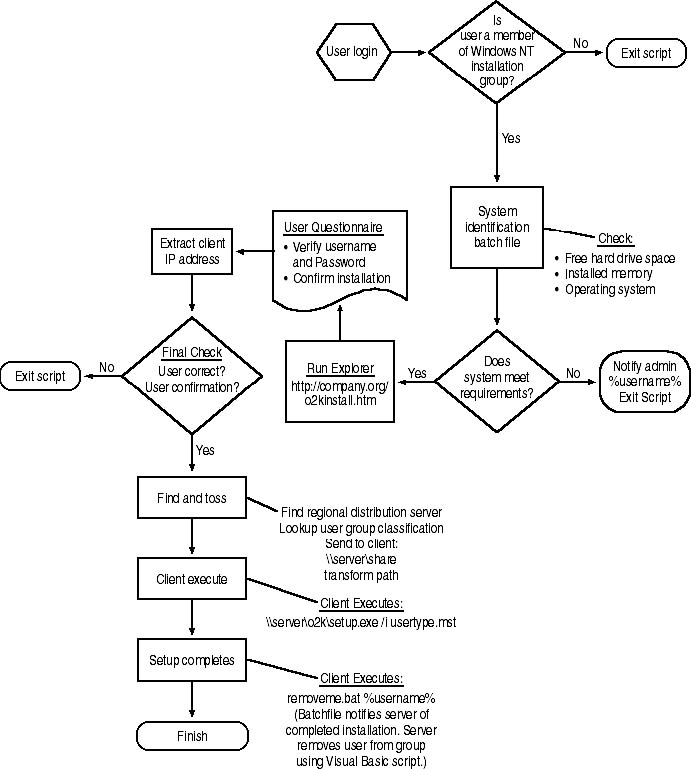 User login
Is
user a member
of Windows NT
installation
group?
No
Exit script
Yes
System
identification
batch file
Check:
• Free hard drive space
• Installed memory
• Operating system
Does
system meet
requirements?
No
Notify admin
%username%
Exit Script
Yes
Run Explorer
http://company.org/
o2kinstall.htm
User Questionnaire
• Verify username
and Password
• Confirm installation
Extract client
IP address
Final Check
User correct?
User confirmation?
No
Exit script
Yes
Find and toss
Find regional distribution server
Lookup user group classification
Send to client:
\\server\share
transform path
Client execute
Client Executes:
\\server\o2k\setup.exe /i usertype.mst
Setup completes
Client Executes:
removeme.bat %username%
(Batchfile notifies server of
completed installation. Server
removes user from group
using Visual Basic script.)
Finish